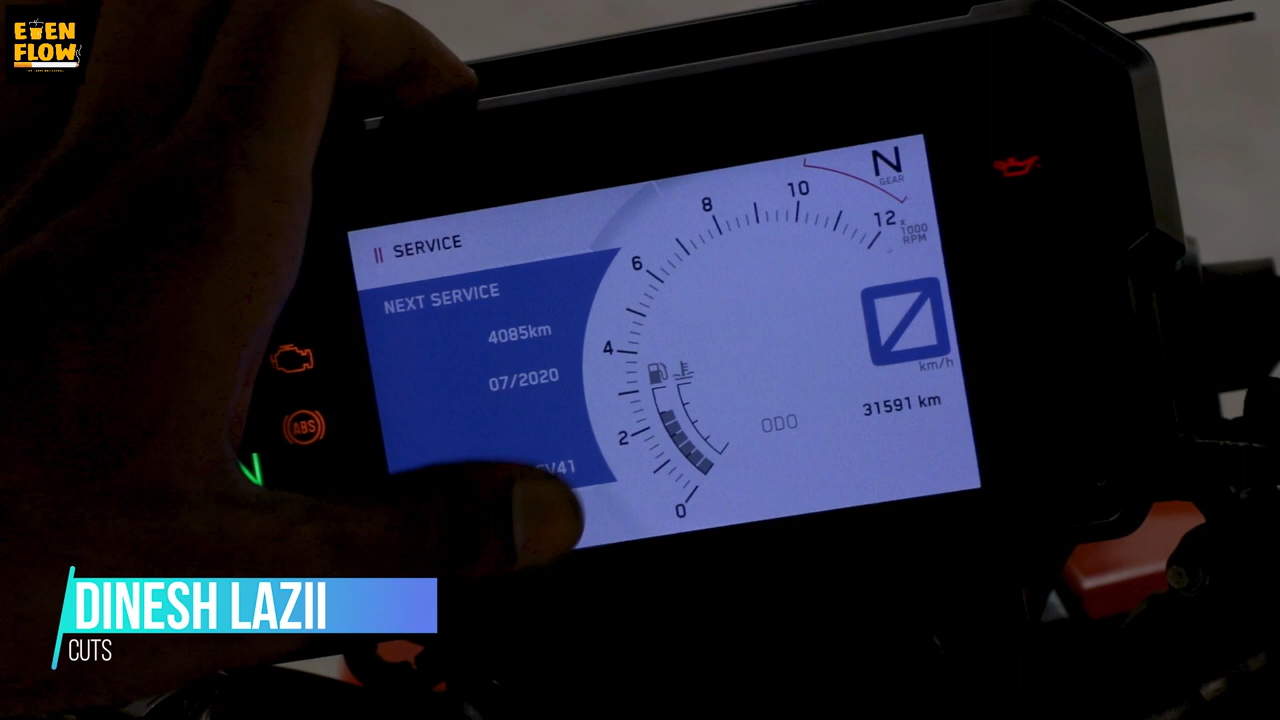 EVEN
FLOW
SERVICE
NEXT SERVICE
4085km
07/2020
V41
N
GEAR
12
x
1000
RPM
10
8
6
4
2
0
km/h
ODO
31591 km
ABS
N
DINESH LAZII
CUTS